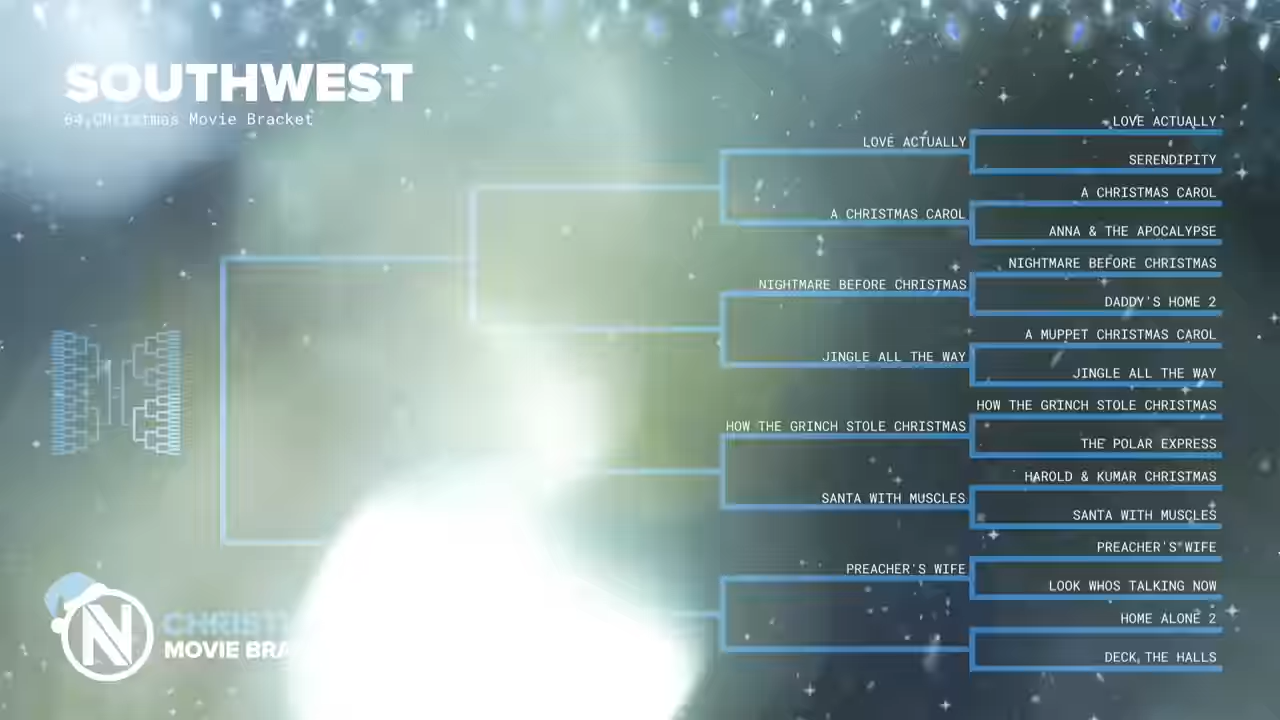 SOUTHWEST
64 Christmas Movie Bracket
LOVE ACTUALLY
SERENDIPITY
A CHRISTMAS CAROL
ANNA & THE APOCALYPSE
NIGHTMARE BEFORE CHRISTMAS
DADDY'S HOME 2
A MUPPET CHRISTMAS CAROL
JINGLE ALL THE WAY
HOW THE GRINCH STOLE CHRISTMAS
THE POLAR EXPRESS
HAROLD & KUMAR CHRISTMAS
SANTA WITH MUSCLES
PREACHER'S WIFE
LOOK WHOS TALKING NOW
HOME ALONE 2
DECK THE HALLS
LOVE ACTUALLY
A CHRISTMAS CAROL
NIGHTMARE BEFORE CHRISTMAS
JINGLE ALL THE WAY
HOW THE GRINCH STOLE CHRISTMAS
SANTA WITH MUSCLES
PREACHER'S WIFE
N
MOVIE